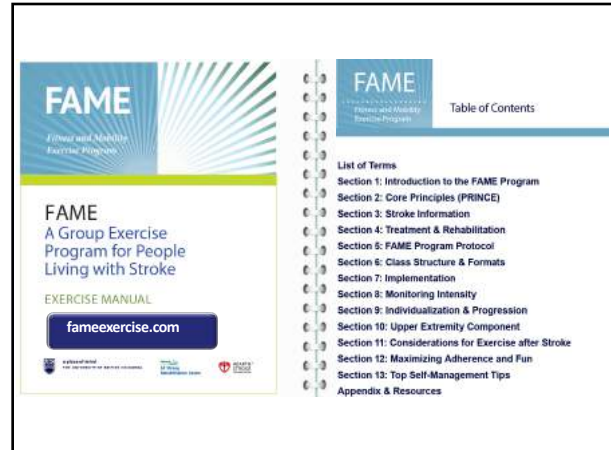 FAME
Fitness and Mobility
Exercise Program
FAME
A Group Exercise
Program for People
Living with Stroke
EXERCISE MANUAL
fameexercise.com
THE UNIVERSITY OF BRITISH COLUMBIA
FAME
Fitness and Mobility
Exercise Program
Table of Contents
List of Terms
Section 1: Introduction to the FAME Program
Section 2: Core Principles (PRINCE)
Section 3: Stroke Information
Section 4: Treatment & Rehabilitation
Section 5: FAME Program Protocol
Section 6: Class Structure & Formats
Section 7: Implementation
Section 8: Monitoring Intensity
Section 9: Individualization & Progression
Section 10: Upper Extremity Component
Section 11: Considerations for Exercise after Stroke
Section 12: Maximizing Adherence and Fun
Section 13: Top Self-Management Tips
Appendix & Resources